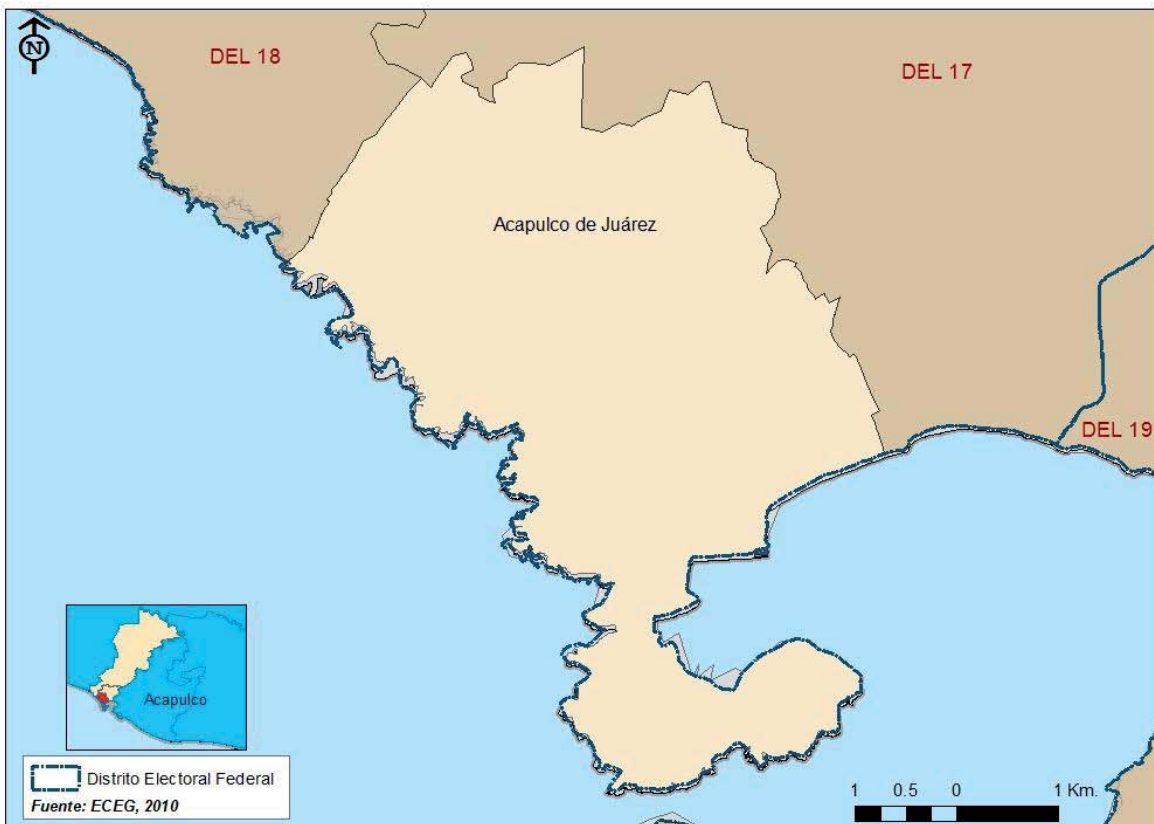 N
DEL 18
DEL 17
Acapulco de Juárez
DEL 19
Acapulco
Distrito Electoral Federal
Fuente: ECEG, 2010
1 0.5 0 1 Km.